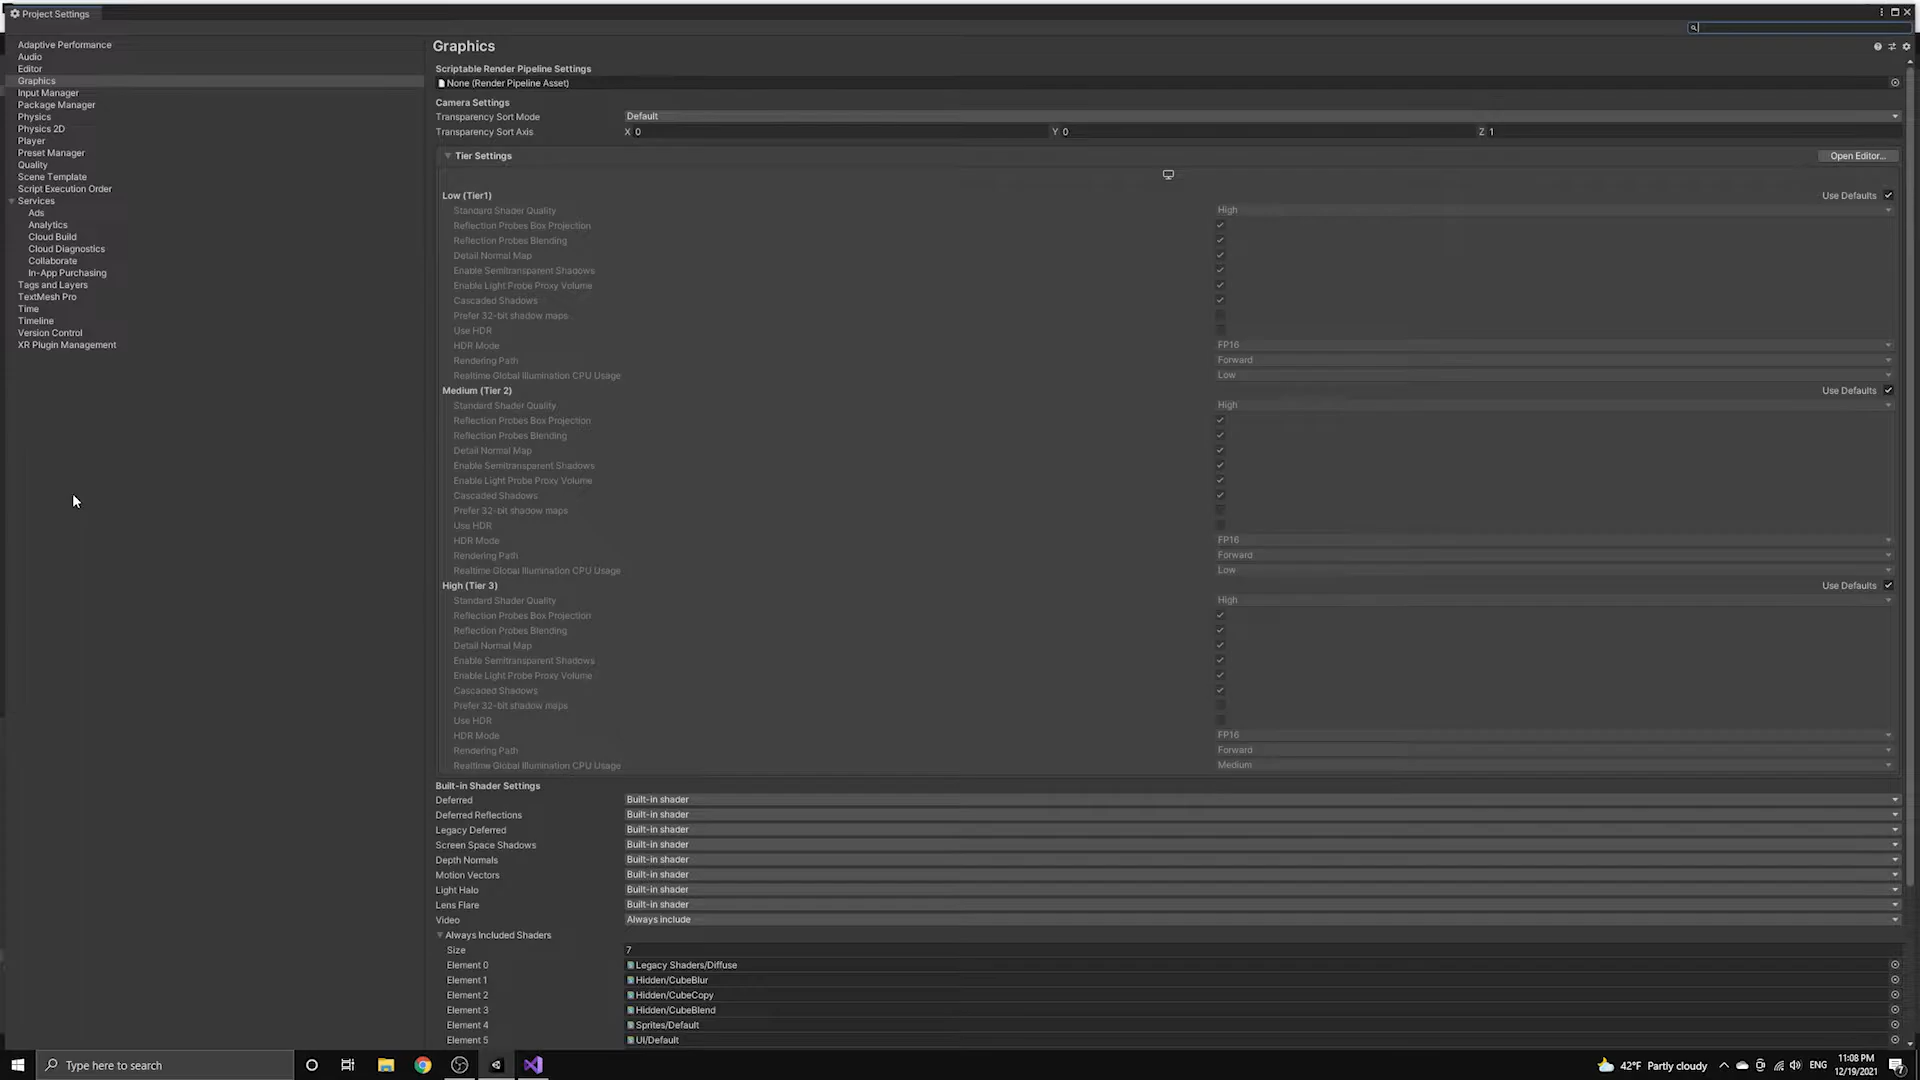 Project Settings
Adaptive Performance
Audio
Editor
Graphics
Input Manager
Package Manager
Physics
Physics 2D
Player
Preset Manager
Quality
Scene Template
Script Execution Order
Services
Ads
Analytics
Cloud Build
Cloud Diagnostics
Collaborate
In-App Purchasing
Tags and Layers
TextMesh Pro
Time
Timeline
Version Control
XR Plugin Management
Graphics
Scriptable Render Pipeline Settings
None (Render Pipeline Asset)
Camera Settings
Transparency Sort Mode Default
Transparency Sort Axis X 0 Y 0 Z 1
Tier Settings Open Editor...
Low (Tier1) Use Defaults
Standard Shader Quality High
Reflection Probes Box Projection
Reflection Probes Blending
Detail Normal Map
Enable Semitransparent Shadows
Enable Light Probe Proxy Volume
Cascaded Shadows
Prefer 32-bit shadow maps
Use HDR
HDR Mode FP16
Rendering Path Forward
Realtime Global Illumination CPU Usage Low
Medium (Tier 2) Use Defaults
Standard Shader Quality High
Reflection Probes Box Projection
Reflection Probes Blending
Detail Normal Map
Enable Semitransparent Shadows
Enable Light Probe Proxy Volume
Cascaded Shadows
Prefer 32-bit shadow maps
Use HDR
HDR Mode FP16
Rendering Path Forward
Realtime Global Illumination CPU Usage Low
High (Tier 3) Use Defaults
Standard Shader Quality High
Reflection Probes Box Projection
Reflection Probes Blending
Detail Normal Map
Enable Semitransparent Shadows
Enable Light Probe Proxy Volume
Cascaded Shadows
Prefer 32-bit shadow maps
Use HDR
HDR Mode FP16
Rendering Path Forward
Realtime Global Illumination CPU Usage Medium
Built-in Shader Settings
Deferred Built-in shader
Deferred Reflections Built-in shader
Legacy Deferred Built-in shader
Screen Space Shadows Built-in shader
Depth Normals Built-in shader
Motion Vectors Built-in shader
Light Halo Built-in shader
Lens Flare Built-in shader
Video Always include
Always Included Shaders
Size 7
Element 0 Legacy Shaders/Diffuse
Element 1 Hidden/CubeBlur
Element 2 Hidden/CubeCopy
Element 3 Hidden/CubeBlend
Element 4 Sprites/Default
Element 5 UI/Default
Type here to search
42°F Partly cloudy
ENG
11:08 PM
12/19/2021
7